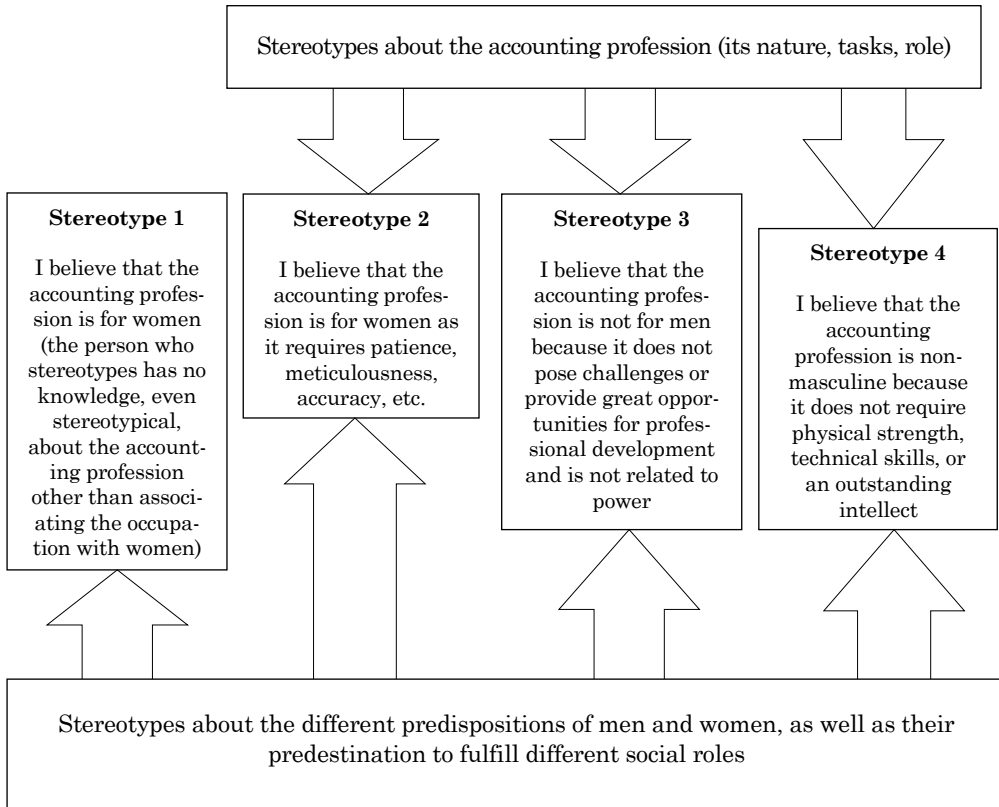 Stereotypes about the accounting profession (its nature, tasks, role)
Stereotype 1
I believe that the
accounting profes-
sion is for women
(the person who
stereotypes has no
knowledge, even
stereotypical,
about the account-
ing profession
other than associ-
ating the occupa-
tion with women)
Stereotype 2
I believe that the
accounting profes-
sion is for women as
it requires patience,
meticulousness,
accuracy, etc.
Stereotype 3
I believe that the
accounting profes-
sion is not for men
because it does not
pose challenges or
provide great oppor-
tunities for profes-
sional development
and is not related to
power
Stereotype 4
I believe that the
accounting
profession is non-
masculine because
it does not require
physical strength,
technical skills, or
an outstanding
intellect
Stereotypes about the different predispositions of men and women, as well as their
predestination to fulfill different social roles